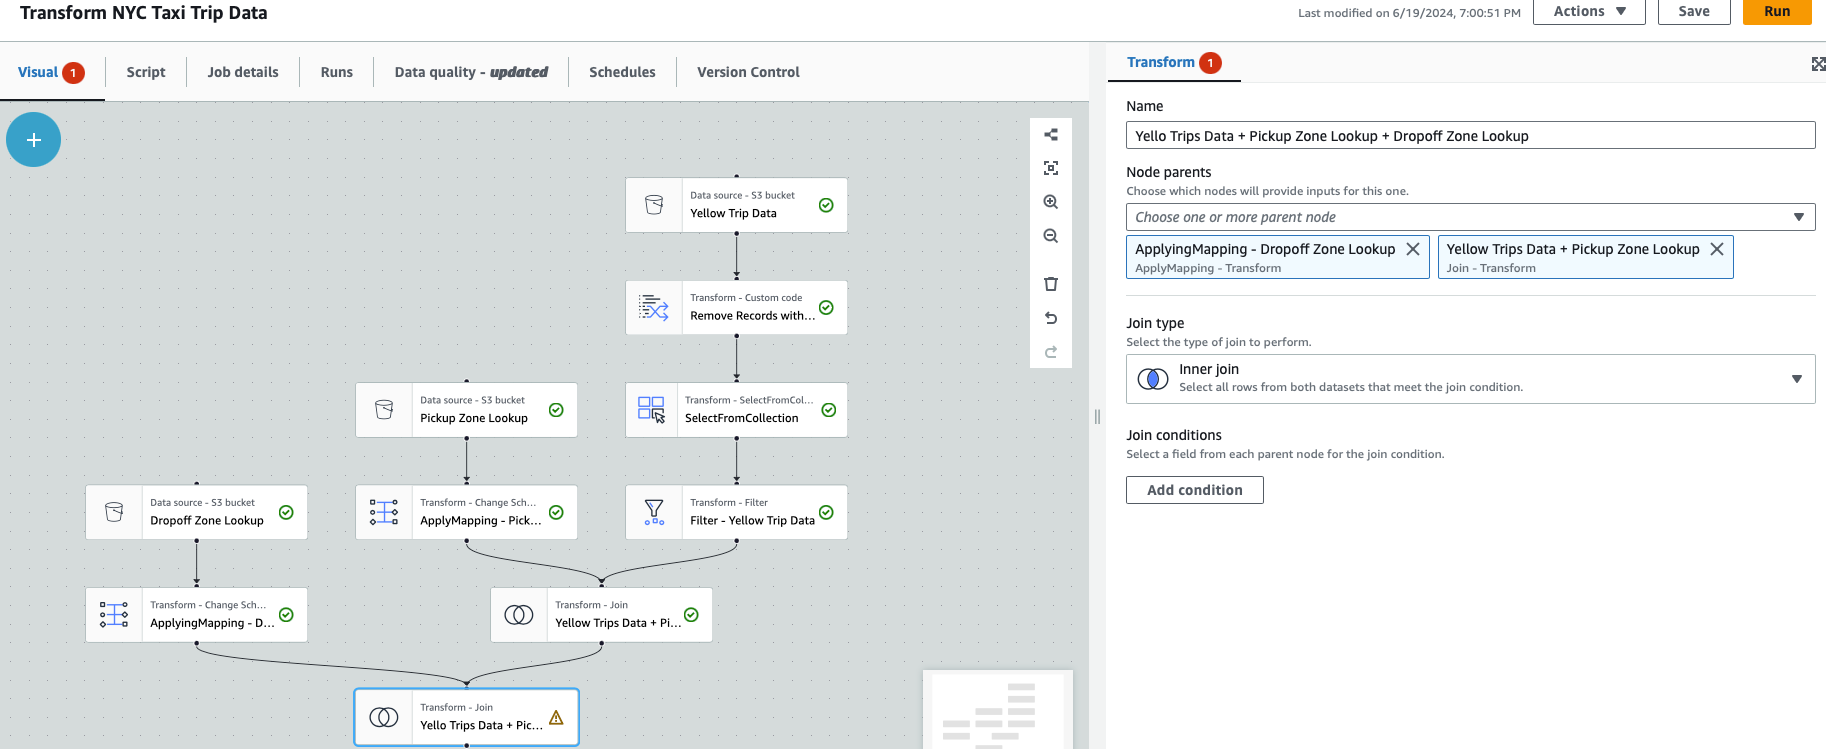 Transform NYC Taxi Trip Data
Last modified on 6/19/2024, 7:00:51 PM
Actions
Save
Run
Visual 1
Script
Job details
Runs
Data quality - updated
Schedules
Version Control
Data source - S3 bucket
Yellow Trip Data
Transform - Custom code
Remove Records with...
Data source - S3 bucket
Pickup Zone Lookup
Transform - SelectFromCol...
SelectFromCollection
Data source - S3 bucket
Dropoff Zone Lookup
Transform - Change Sch...
ApplyMapping - Pick...
Transform - Filter
Filter - Yellow Trip Data
Transform - Change Sch...
ApplyingMapping - D...
Transform - Join
Yellow Trips Data + Pi...
Transform - Join
Yello Trips Data + Pic...
Transform 1
Name
Yello Trips Data + Pickup Zone Lookup + Dropoff Zone Lookup
Node parents
Choose which nodes will provide inputs for this one.
Choose one or more parent node
ApplyingMapping - Dropoff Zone Lookup
ApplyMapping - Transform
Yellow Trips Data + Pickup Zone Lookup
Join - Transform
Join type
Select the type of join to perform.
Inner join
Select all rows from both datasets that meet the join condition.
Join conditions
Select a field from each parent node for the join condition.
Add condition